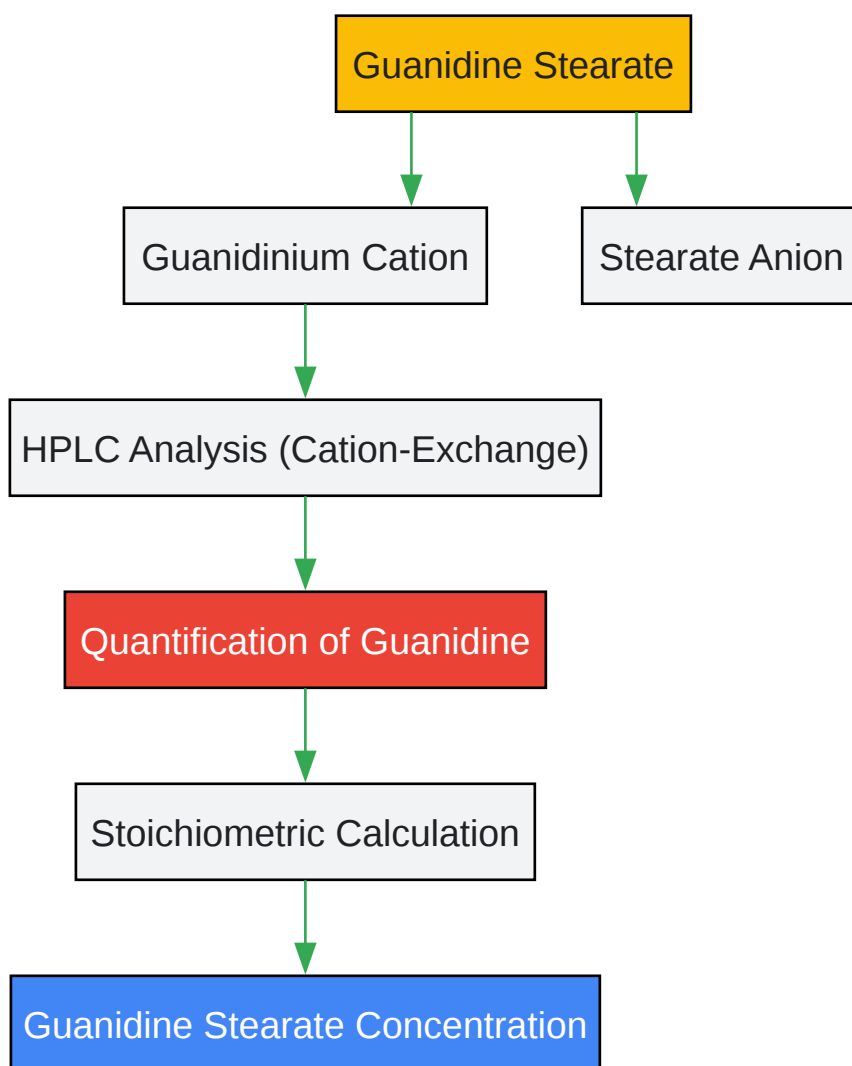 Guanidine Stearate
Guanidinium Cation
Stearate Anion
HPLC Analysis (Cation-Exchange)
Quantification of Guanidine
Stoichiometric Calculation
Guanidine Stearate Concentration